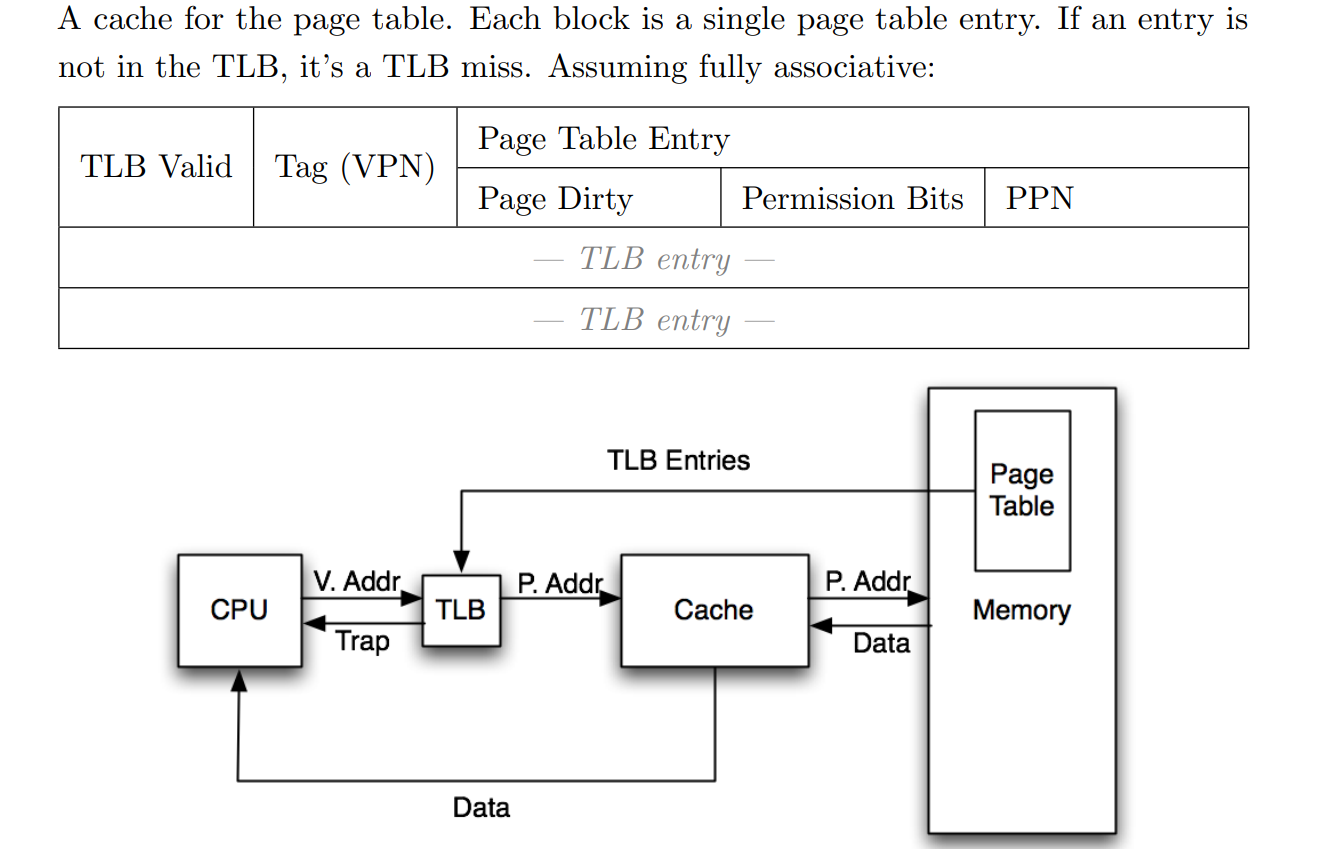 A cache for the page table. Each block is a single page table entry. If an entry is
not in the TLB, it's a TLB miss. Assuming fully associative:
TLB Valid
Tag (VPN)
Page Table Entry
Page Dirty
Permission Bits
PPN
— TLB entry —
— TLB entry —
TLB Entries
Page
Table
CPU
V. Addr
Trap
TLB
P. Addr
Cache
P. Addr
Data
Memory
Data